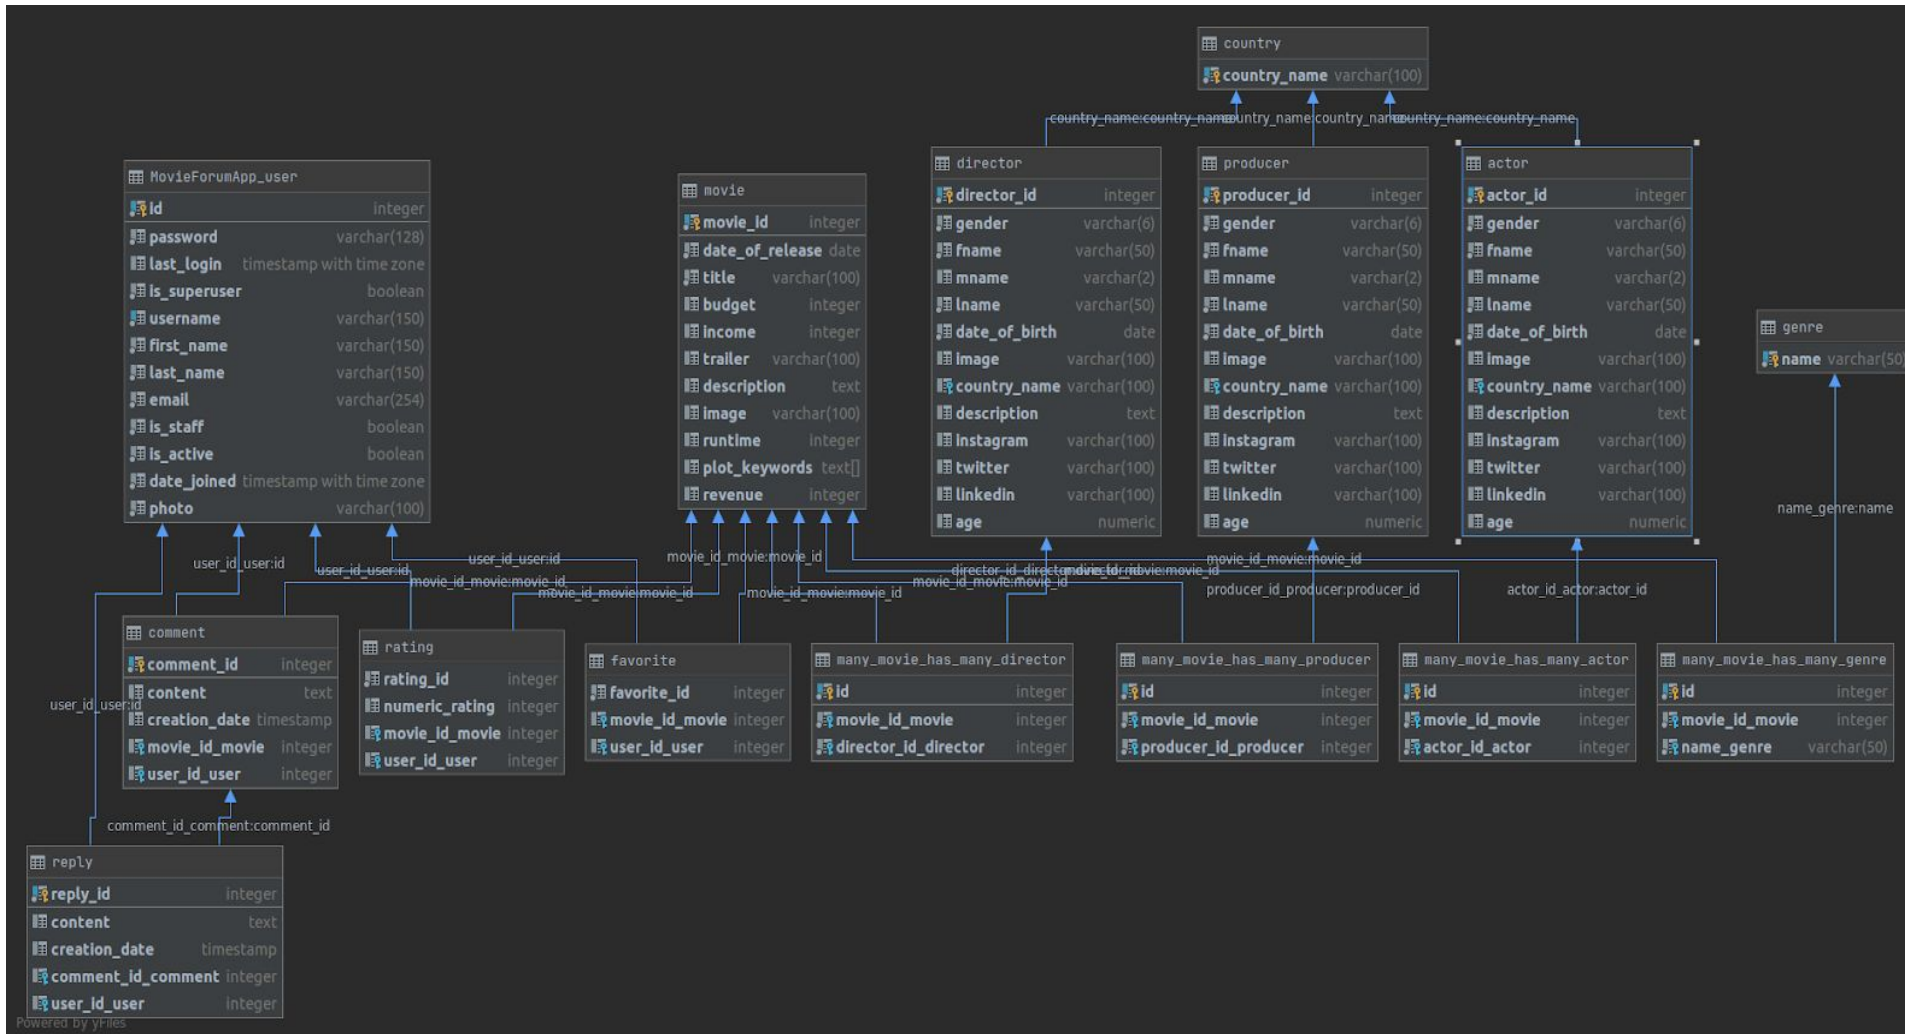 country
country_name varchar(100)
country_name:country_name
country_name:country_name
country_name:country_name
MovieForumApp_user
id integer
password varchar(128)
last_login timestamp with time zone
is_superuser boolean
username varchar(150)
first_name varchar(150)
last_name varchar(150)
email varchar(254)
is_staff boolean
is_active boolean
date_joined timestamp with time zone
photo varchar(100)
movie
movie_id integer
date_of_release date
title varchar(100)
budget integer
income integer
trailer varchar(100)
description text
image varchar(100)
runtime integer
plot_keywords text[]
revenue integer
director
director_id integer
gender varchar(6)
fname varchar(50)
mname varchar(2)
lname varchar(50)
date_of_birth date
image varchar(100)
country_name varchar(100)
description text
instagram varchar(100)
twitter varchar(100)
linkedin varchar(100)
age numeric
producer
producer_id integer
gender varchar(6)
fname varchar(50)
mname varchar(2)
lname varchar(50)
date_of_birth date
image varchar(100)
country_name varchar(100)
description text
instagram varchar(100)
twitter varchar(100)
linkedin varchar(100)
age numeric
actor
actor_id integer
gender varchar(6)
fname varchar(50)
mname varchar(2)
lname varchar(50)
date_of_birth date
image varchar(100)
country_name varchar(100)
description text
instagram varchar(100)
twitter varchar(100)
linkedin varchar(100)
age numeric
genre
name varchar(50)
name_genre:name
user_id_user:id
user_id_user:id
user_id_user:id
movie_id_movie:movie_id
movie_id_movie:movie_id
movie_id_movie:movie_id
movie_id_movie:movie_id
movie_id_movie:movie_id
movie_id_movie:movie_id
producer_id_producer:producer_id
actor_id_actor:actor_id
comment
comment_id integer
content text
creation_date timestamp
movie_id_movie integer
user_id_user integer
rating
rating_id integer
numeric_rating integer
movie_id_movie integer
user_id_user integer
favorite
favorite_id integer
movie_id_movie integer
user_id_user integer
many_movie_has_many_director
id integer
movie_id_movie integer
director_id_director integer
many_movie_has_many_producer
id integer
movie_id_movie integer
producer_id_producer integer
many_movie_has_many_actor
id integer
movie_id_movie integer
actor_id_actor integer
many_movie_has_many_genre
id integer
movie_id_movie integer
name_genre varchar(50)
user_id_user:id
comment_id_comment:comment_id
reply
reply_id integer
content text
creation_date timestamp
comment_id_comment integer
user_id_user integer
Powered by yFiles